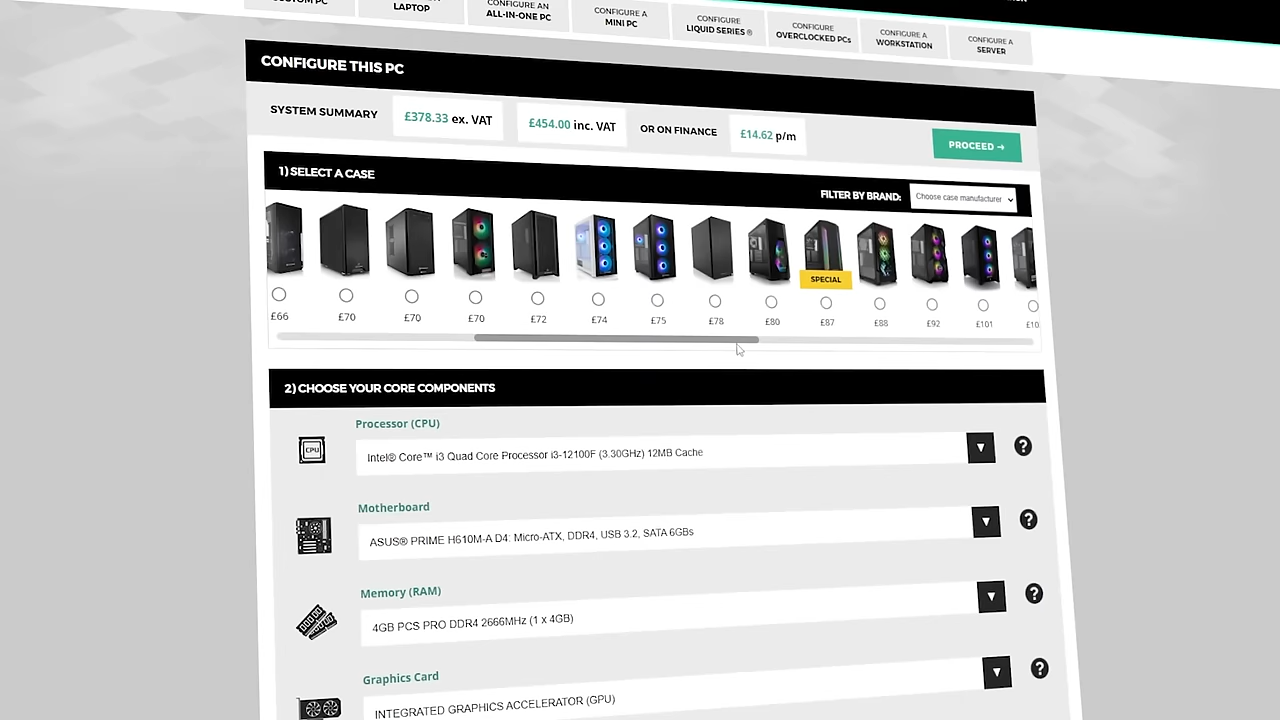 LAPTOP
CONFIGURE AN
ALL-IN-ONE PC
CONFIGURE A
MINI PC
CONFIGURE
LIQUID SERIES ®
CONFIGURE
OVERCLOCKED PCs
CONFIGURE A
WORKSTATION
CONFIGURE A
SERVER
CONFIGURE THIS PC
SYSTEM SUMMARY £378.33 ex. VAT £454.00 inc. VAT OR ON FINANCE £14.62 p/m PROCEED →
1) SELECT A CASE
FILTER BY BRAND: Choose case manufacturer
SPECIAL
£66 £70 £70 £70 £72 £74 £75 £78 £80 £87 £88 £92 £101
2) CHOOSE YOUR CORE COMPONENTS
Processor (CPU)
CPU
Intel® Core™ i3 Quad Core Processor i3-12100F (3.30GHz) 12MB Cache
?
Motherboard
ASUS® PRIME H610M-A D4: Micro-ATX, DDR4, USB 3.2, SATA 6GBs
?
Memory (RAM)
4GB PCS PRO DDR4 2666MHz (1 x 4GB)
?
Graphics Card
INTEGRATED GRAPHICS ACCELERATOR (GPU)
?